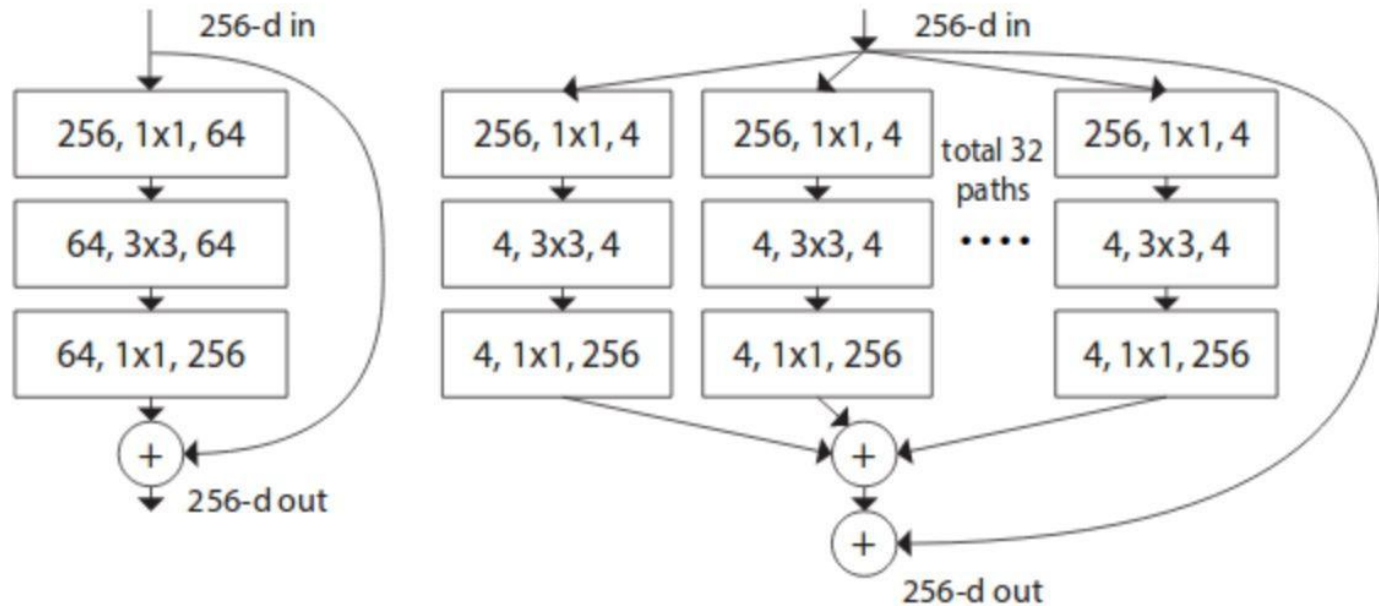 256-d in
256, 1x1, 64
64, 3x3, 64
64, 1x1, 256
+
256-d out
256-d in
256, 1x1, 4
256, 1x1, 4
total 32
paths
256, 1x1, 4
4, 3x3, 4
4, 3x3, 4
....
4, 3x3, 4
4, 1x1, 256
4, 1x1, 256
4, 1x1, 256
+
+
256-d out